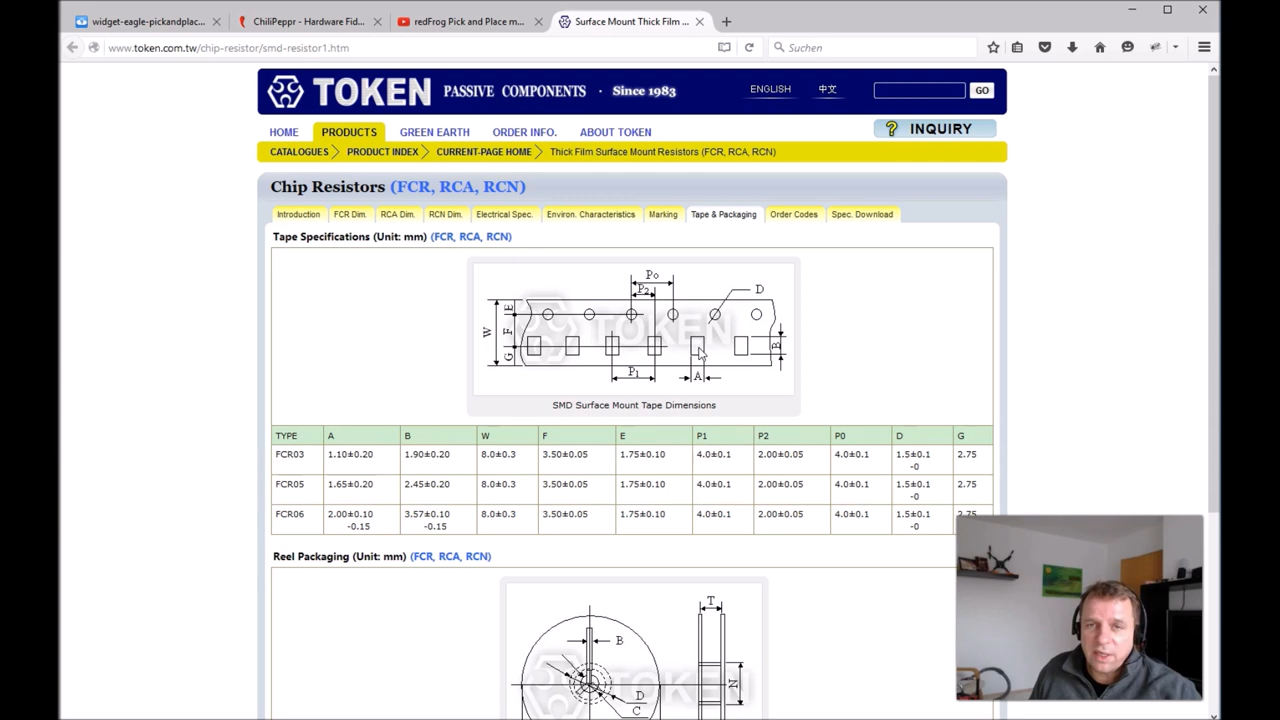 widget-eagle-pickandplac...
ChiliPeppr - Hardware Fid...
redFrog Pick and Place m...
Surface Mount Thick Film ...
www.token.com.tw/chip-resistor/smd-resistor1.htm
Suchen
TOKEN PASSIVE COMPONENTS · Since 1983
ENGLISH
中文
GO
HOME PRODUCTS GREEN EARTH ORDER INFO. ABOUT TOKEN
? INQUIRY
CATALOGUES PRODUCT INDEX CURRENT-PAGE HOME Thick Film Surface Mount Resistors (FCR, RCA, RCN)
Chip Resistors (FCR, RCA, RCN)
Introduction FCR Dim. RCA Dim. RCN Dim. Electrical Spec. Environ. Characteristics Marking Tape & Packaging Order Codes Spec. Download
Tape Specifications (Unit: mm) (FCR, RCA, RCN)
P0
P2
D
E
W
F
G
B
P1
A
TOKEN
SMD Surface Mount Tape Dimensions
TYPE A B W F E P1 P2 P0 D G
FCR03 1.10±0.20 1.90±0.20 8.0±0.3 3.50±0.05 1.75±0.10 4.0±0.1 2.00±0.05 4.0±0.1 1.5±0.1 2.75
-0
FCR05 1.65±0.20 2.45±0.20 8.0±0.3 3.50±0.05 1.75±0.10 4.0±0.1 2.00±0.05 4.0±0.1 1.5±0.1 2.75
-0
FCR06 2.00±0.10 3.57±0.10 8.0±0.3 3.50±0.05 1.75±0.10 4.0±0.1 2.00±0.05 4.0±0.1 1.5±0.1 2.75
-0.15 -0.15 -0
Reel Packaging (Unit: mm) (FCR, RCA, RCN)
T
B
TOKEN
N
D
C